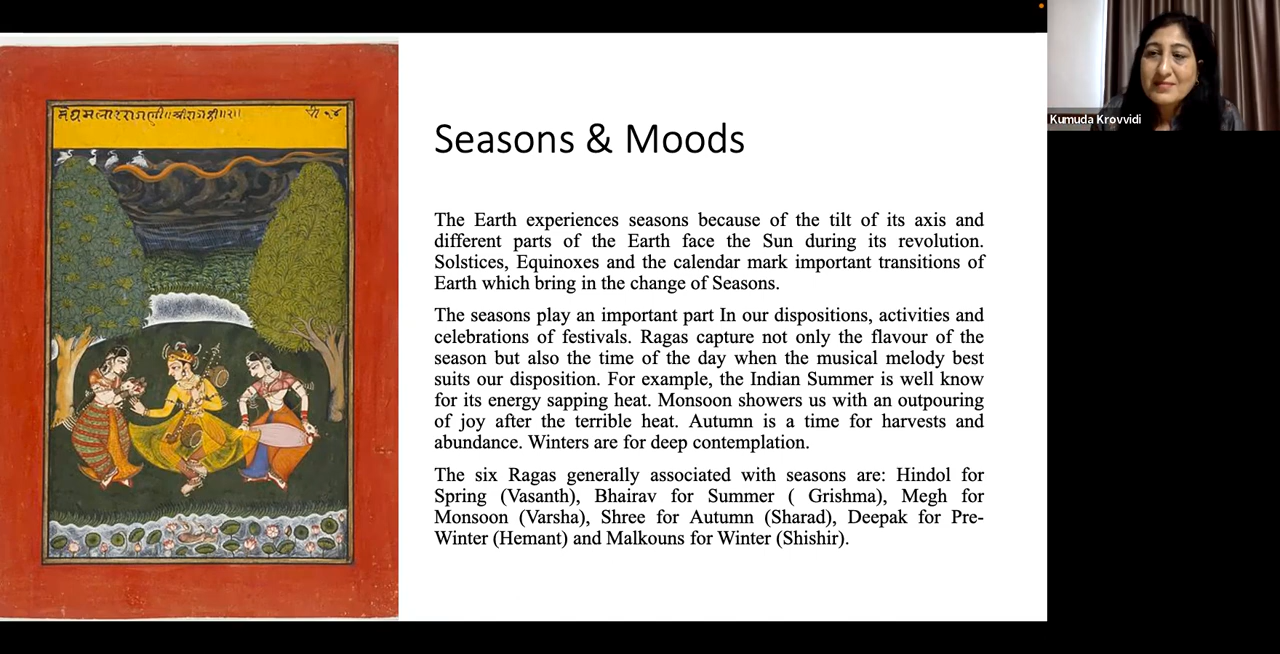 Seasons & Moods
The Earth experiences seasons because of the tilt of its axis and
different parts of the Earth face the Sun during its revolution.
Solstices, Equinoxes and the calendar mark important transitions of
Earth which bring in the change of Seasons.
The seasons play an important part In our dispositions, activities and
celebrations of festivals. Ragas capture not only the flavour of the
season but also the time of the day when the musical melody best
suits our disposition. For example, the Indian Summer is well know
for its energy sapping heat. Monsoon showers us with an outpouring
of joy after the terrible heat. Autumn is a time for harvests and
abundance. Winters are for deep contemplation.
The six Ragas generally associated with seasons are: Hindol for
Spring (Vasanth), Bhairav for Summer ( Grishma), Megh for
Monsoon (Varsha), Shree for Autumn (Sharad), Deepak for Pre-
Winter (Hemant) and Malkouns for Winter (Shishir).
Kumuda Krovvidi